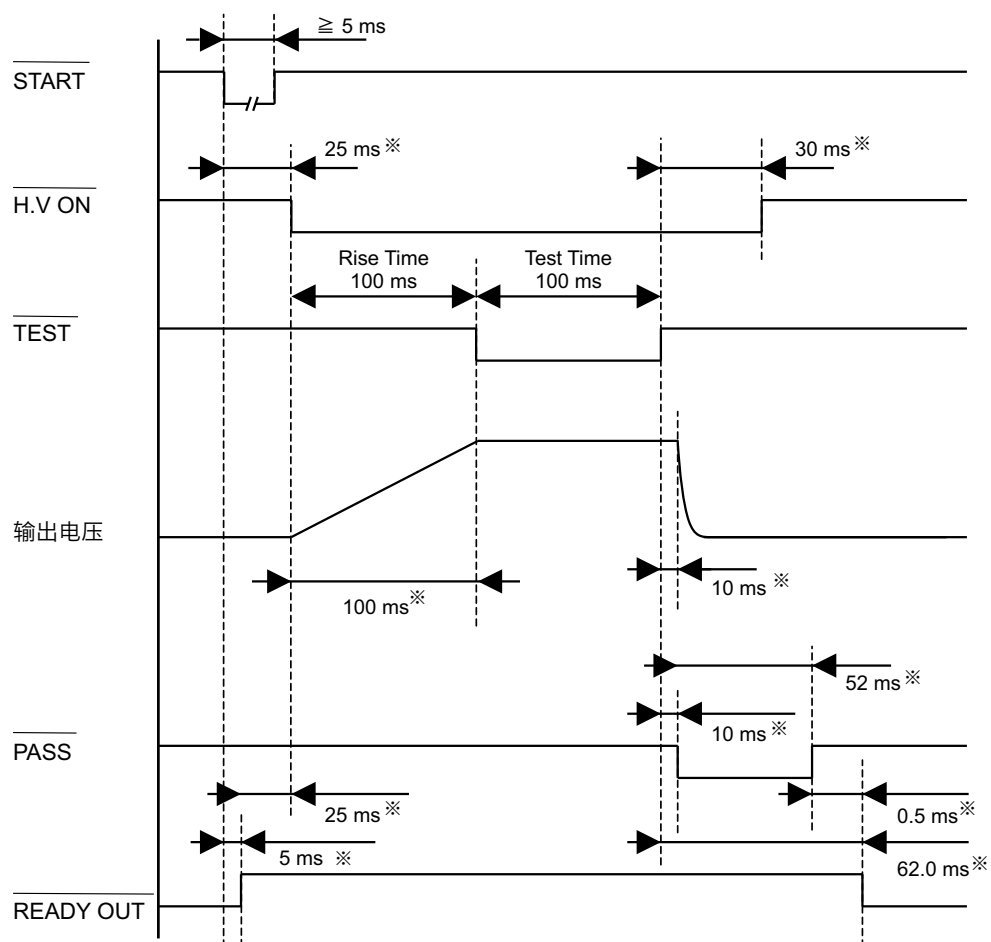 ≧ 5 ms
START
25 ms※
30 ms※
H.V ON
Rise Time
100 ms
Test Time
100 ms
TEST
输出电压
10 ms※
100 ms※
52 ms※
10 ms※
PASS
25 ms※
0.5 ms※
5 ms ※
62.0 ms※
READY OUT